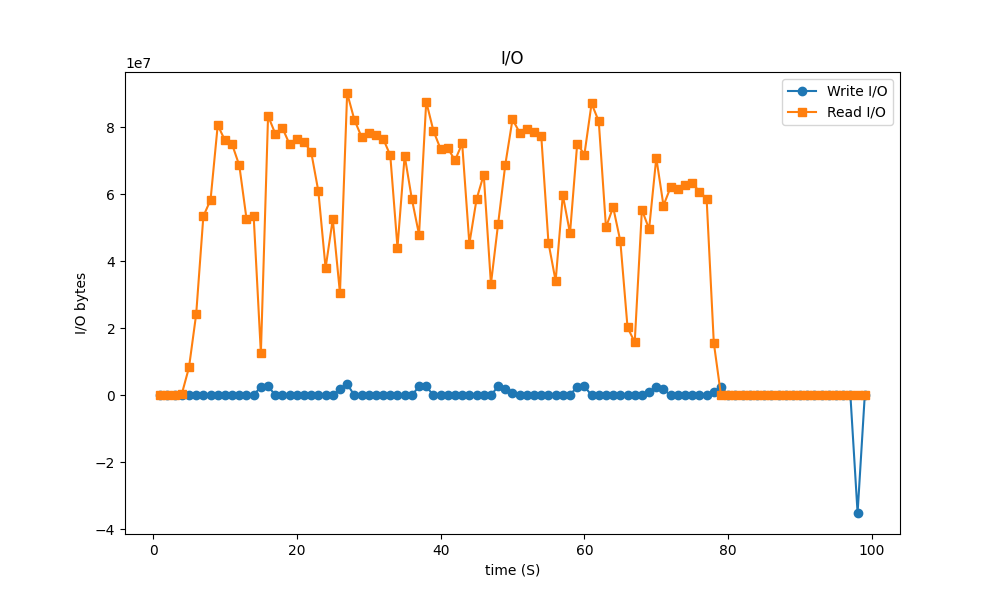 I/O
1e7
Write I/O
Read I/O
8
6
4
2
0
−2
−4
I/O bytes
0 20 40 60 80 100
time (S)